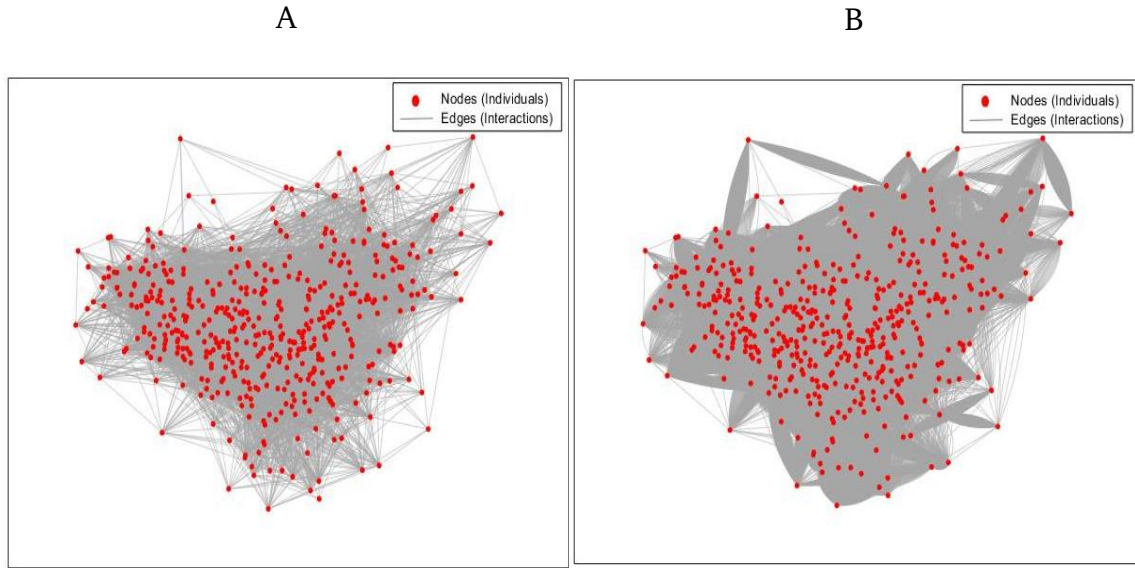 A
B
Nodes (Individuals)
Edges (Interactions)
Nodes (Individuals)
Edges (Interactions)